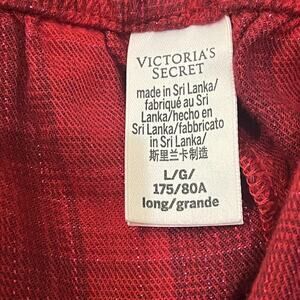 VICTORIA'S
SECRET
made in Sri Lanka/
fabriqué au Sri
Lanka/hecho en
Sri Lanka/fabbricato
in Sri Lanka/
斯里兰卡制造
L/G/
175/80A
long/grande